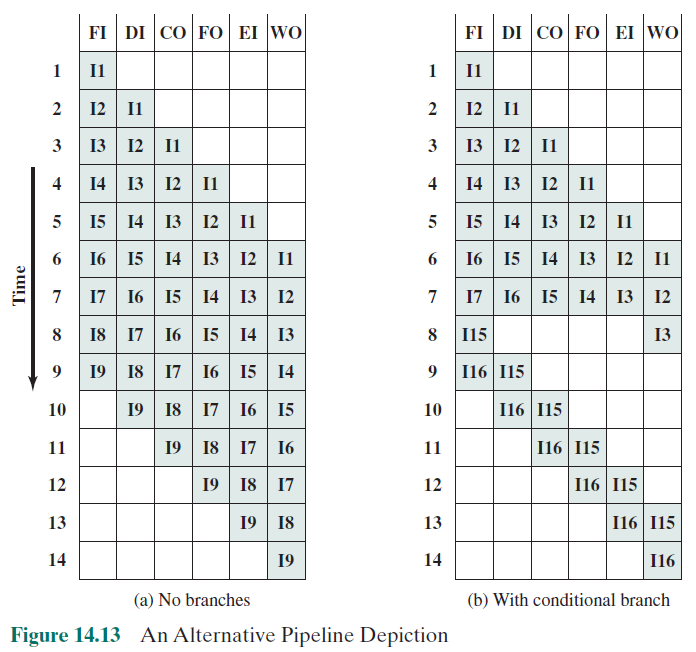 FI DI CO FO EI WO FI DI CO FO EI WO
1 I1 1 I1
2 I2 I1 2 I2 I1
3 I3 I2 I1 3 I3 I2 I1
4 I4 I3 I2 I1 4 I4 I3 I2 I1
5 I5 I4 I3 I2 I1 5 I5 I4 I3 I2 I1
6 I6 I5 I4 I3 I2 I1 6 I6 I5 I4 I3 I2 I1
Time
7 I7 I6 I5 I4 I3 I2 7 I7 I6 I5 I4 I3 I2
8 I8 I7 I6 I5 I4 I3 8 I15 I3
9 I9 I8 I7 I6 I5 I4 9 I16 I15
10 I9 I8 I7 I6 I5 10 I16 I15
11 I9 I8 I7 I6 11 I16 I15
12 I9 I8 I7 12 I16 I15
13 I9 I8 13 I16 I15
14 I9 14 I16
(a) No branches (b) With conditional branch
Figure 14.13 An Alternative Pipeline Depiction